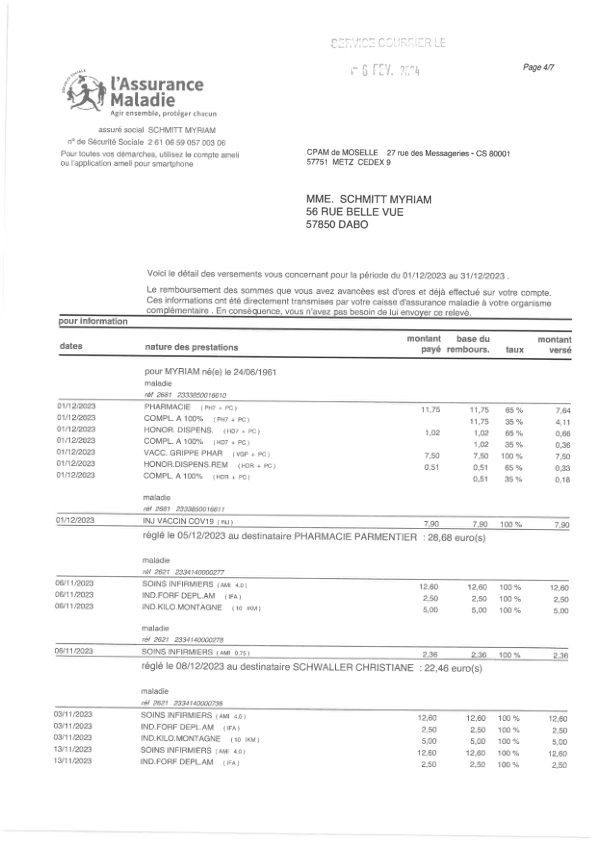 SERVICE COURRIER LE
6 FEV. 2024
Page 4/7
l'Assurance
Maladie
Agir ensemble, protéger chacun
assuré social SCHMITT MYRIAM
n° de Sécurité Sociale 2 61 06 59 057 003 06
Pour toutes vos démarches, utilisez le compte ameli
ou l'application ameli pour smartphone
CPAM de MOSELLE 27 rue des Messageries - CS 80001
57751 METZ CEDEX 9
MME. SCHMITT MYRIAM
56 RUE BELLE VUE
57850 DABO
Voici le détail des versements vous concernant pour la période du 01/12/2023 au 31/12/2023 .
Le remboursement des sommes que vous avez avancées est d'ores et déjà effectué sur votre compte.
Ces informations ont été directement transmises par votre caisse d'assurance maladie à votre organisme
complémentaire . En conséquence, vous n'avez pas besoin de lui envoyer ce relevé.
pour information
dates nature des prestations montant payé base du rembours. taux montant versé
pour MYRIAM né(e) le 24/06/1961
maladie
réf 2681 2333850016610
01/12/2023 PHARMACIE (PH7 + PC) 11,75 11,75 65 % 7,64
01/12/2023 COMPL. A 100% (PH7 + PC) 11,75 35 % 4,11
01/12/2023 HONOR. DISPENS. (HD7 + PC) 1,02 1,02 65 % 0,66
01/12/2023 COMPL. A 100% (HD7 + PC) 1,02 35 % 0,36
01/12/2023 VACC. GRIPPE PHAR (VGP + PC) 7,50 7,50 100 % 7,50
01/12/2023 HONOR.DISPENS.REM (HDR + PC) 0,51 0,51 65 % 0,33
01/12/2023 COMPL. A 100% (HDR + PC) 0,51 35 % 0,18
maladie
réf 2681 2333850016611
01/12/2023 INJ VACCIN COV19 (INJ) 7,90 7,90 100 % 7,90
réglé le 05/12/2023 au destinataire PHARMACIE PARMENTIER : 28,68 euro(s)
maladie
réf 2621 2334140000277
06/11/2023 SOINS INFIRMIERS (AMI 4.0) 12,60 12,60 100 % 12,60
06/11/2023 IND.FORF DEPL.AM (IFA) 2,50 2,50 100 % 2,50
06/11/2023 IND.KILO.MONTAGNE (10 IKM) 5,00 5,00 100 % 5,00
maladie
réf 2621 2334140000278
06/11/2023 SOINS INFIRMIERS (AMI 0.75) 2,36 2,36 100 % 2,36
réglé le 08/12/2023 au destinataire SCHWALLER CHRISTIANE : 22,46 euro(s)
maladie
réf 2621 2334140000736
03/11/2023 SOINS INFIRMIERS (AMI 4.0) 12,60 12,60 100 % 12,60
03/11/2023 IND.FORF DEPL.AM (IFA) 2,50 2,50 100 % 2,50
03/11/2023 IND.KILO.MONTAGNE (10 IKM) 5,00 5,00 100 % 5,00
13/11/2023 SOINS INFIRMIERS (AMI 4.0) 12,60 12,60 100 % 12,60
13/11/2023 IND.FORF DEPL.AM (IFA) 2,50 2,50 100 % 2,50